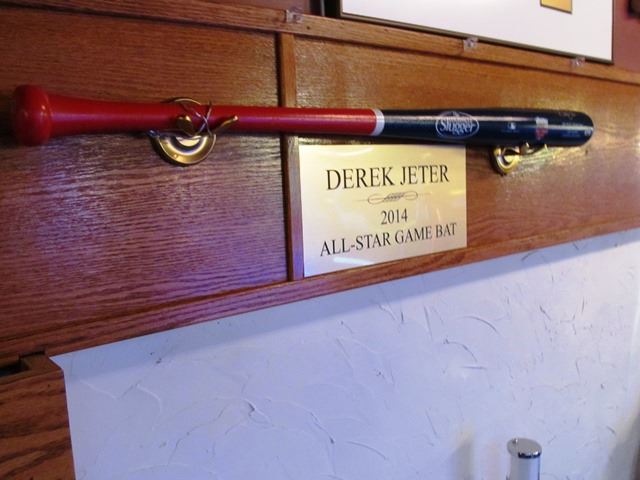 Slugger
DEREK JETER
2014
ALL-STAR GAME BAT